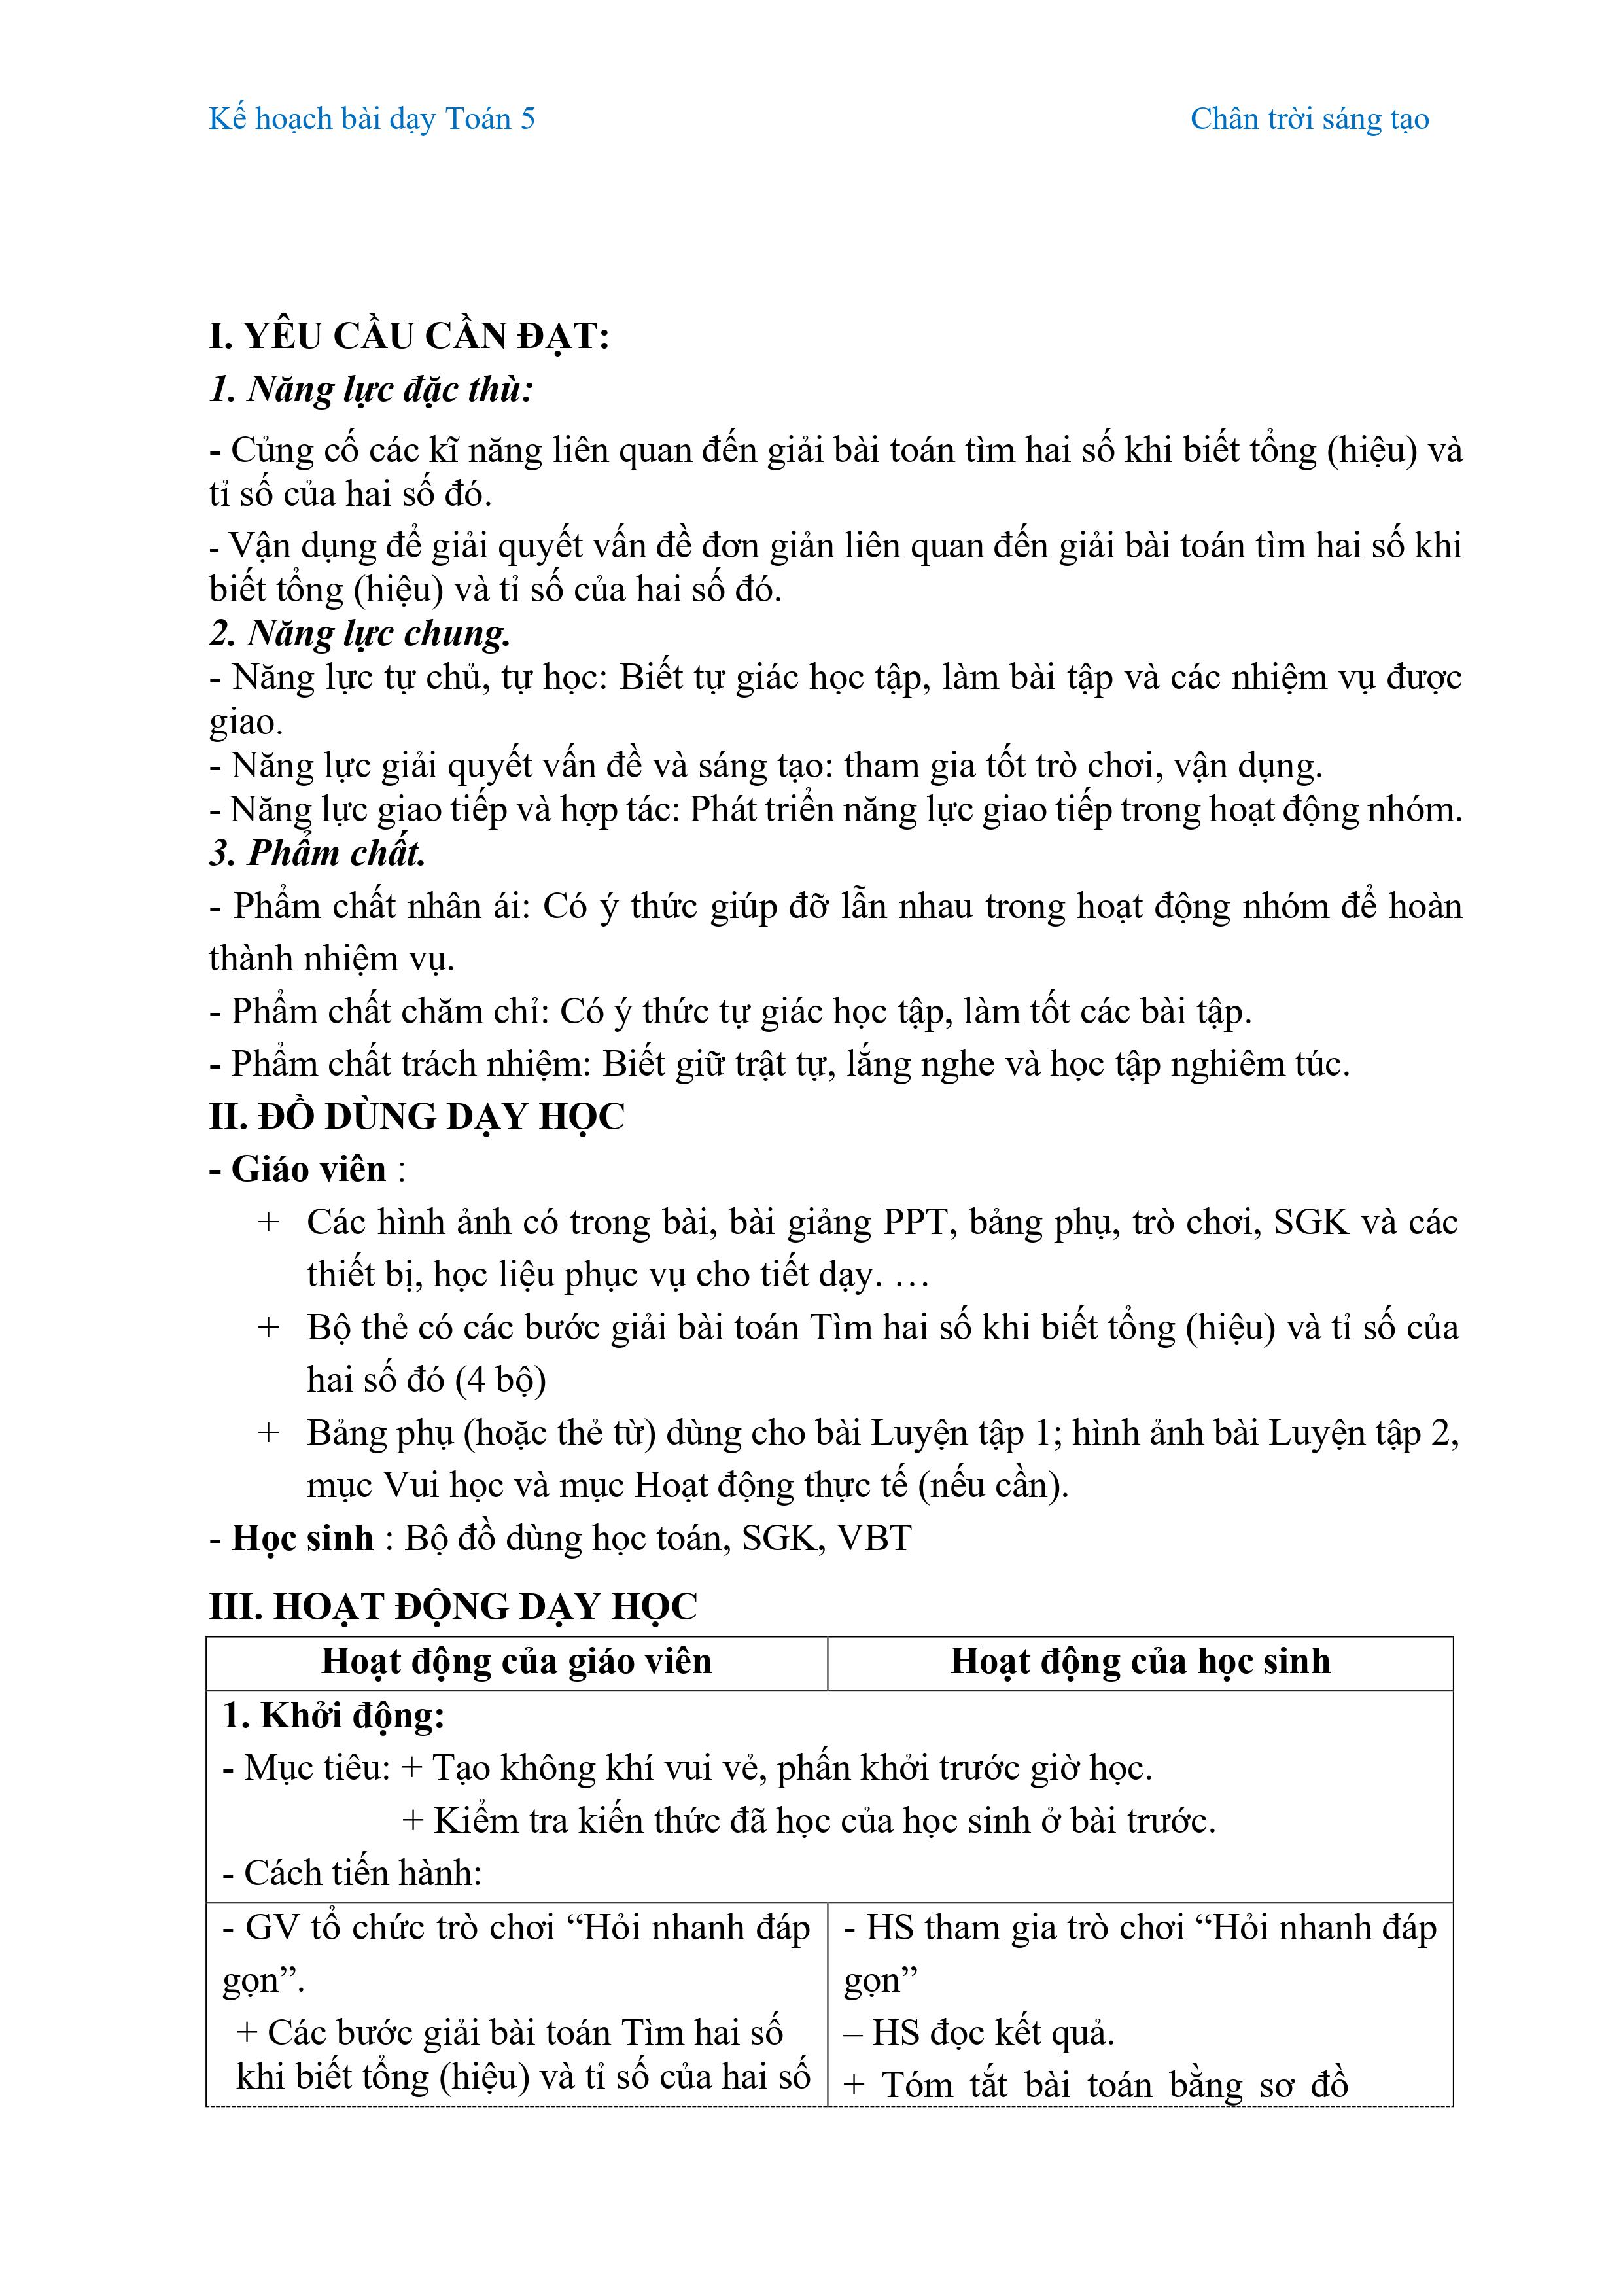 Kế hoạch bài dạy Toán 5 Chân trời sáng tạo
I. YÊU CẦU CẦN ĐẠT:
1. Năng lực đặc thù:
- Củng cố các kĩ năng liên quan đến giải bài toán tìm hai số khi biết tổng (hiệu) và
tỉ số của hai số đó.
- Vận dụng để giải quyết vấn đề đơn giản liên quan đến giải bài toán tìm hai số khi
biết tổng (hiệu) và tỉ số của hai số đó.
2. Năng lực chung.
- Năng lực tự chủ, tự học: Biết tự giác học tập, làm bài tập và các nhiệm vụ được
giao.
- Năng lực giải quyết vấn đề và sáng tạo: tham gia tốt trò chơi, vận dụng.
- Năng lực giao tiếp và hợp tác: Phát triển năng lực giao tiếp trong hoạt động nhóm.
3. Phẩm chất.
- Phẩm chất nhân ái: Có ý thức giúp đỡ lẫn nhau trong hoạt động nhóm để hoàn
thành nhiệm vụ.
- Phẩm chất chăm chỉ: Có ý thức tự giác học tập, làm tốt các bài tập.
- Phẩm chất trách nhiệm: Biết giữ trật tự, lắng nghe và học tập nghiêm túc.
II. ĐỒ DÙNG DẠY HỌC
- Giáo viên :
+ Các hình ảnh có trong bài, bài giảng PPT, bảng phụ, trò chơi, SGK và các
thiết bị, học liệu phục vụ cho tiết dạy. …
+ Bộ thẻ có các bước giải bài toán Tìm hai số khi biết tổng (hiệu) và tỉ số của
hai số đó (4 bộ)
+ Bảng phụ (hoặc thẻ từ) dùng cho bài Luyện tập 1; hình ảnh bài Luyện tập 2,
mục Vui học và mục Hoạt động thực tế (nếu cần).
- Học sinh : Bộ đồ dùng học toán, SGK, VBT
III. HOẠT ĐỘNG DẠY HỌC
Hoạt động của giáo viên Hoạt động của học sinh
1. Khởi động:
- Mục tiêu: + Tạo không khí vui vẻ, phấn khởi trước giờ học.
+ Kiểm tra kiến thức đã học của học sinh ở bài trước.
- Cách tiến hành:
- GV tổ chức trò chơi “Hỏi nhanh đáp
gọn”.
+ Các bước giải bài toán Tìm hai số
khi biết tổng (hiệu) và tỉ số của hai số
- HS tham gia trò chơi “Hỏi nhanh đáp
gọn”
– HS đọc kết quả.
+ Tóm tắt bài toán bằng sơ đồ